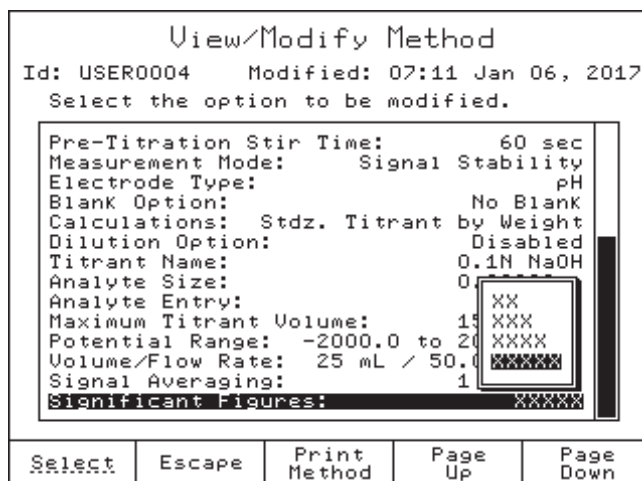 View/Modify Method
Id: USER0004 Modified: 07:11 Jan 06, 2017
Select the option to be modified.
Pre-Titration Stir Time: 60 sec
Measurement Mode: Signal Stability
Electrode Type: pH
Blank Option: No Blank
Calculations: Stdz. Titrant by Weight
Dilution Option: Disabled
Titrant Name: 0.1N NaOH
Analyte Size:
Analyte Entry:
Maximum Titrant Volume:
Potential Range: -2000.0 to
Volume/Flow Rate: 25 mL /
Signal Averaging: 1
Significant Figures: XXXXX
XX
XXX
XXXX
XXXXX
Select Escape Print Method Page Up Page Down